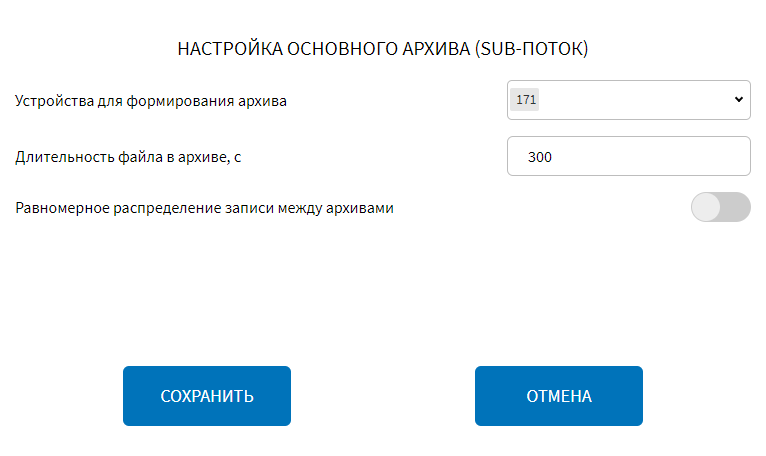 НАСТРОЙКА ОСНОВНОГО АРХИВА (SUB-ПОТОК)
Устройства для формирования архива
171
Длительность файла в архиве, с
300
Равномерное распределение записи между архивами
СОХРАНИТЬ
ОТМЕНА